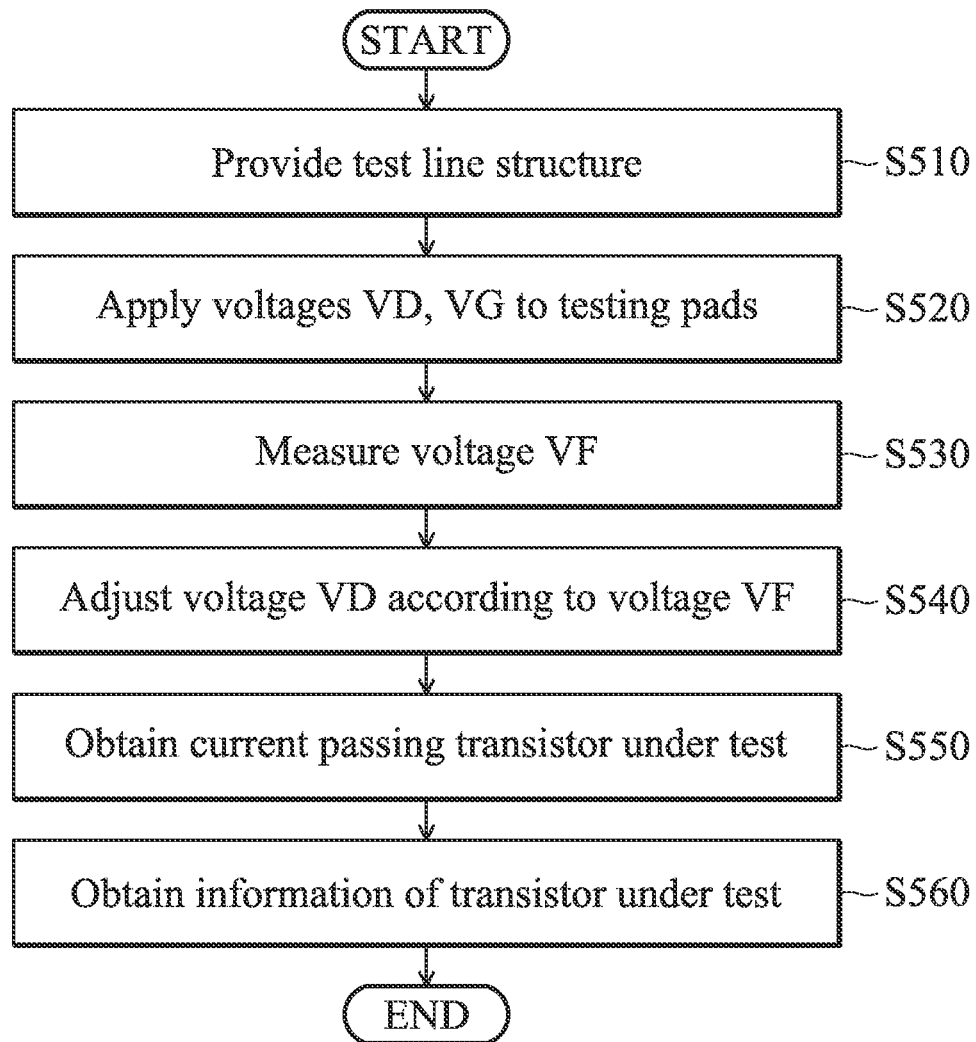 START
Provide test line structure
S510
Apply voltages VD, VG to testing pads
S520
Measure voltage VF
S530
Adjust voltage VD according to voltage VF
S540
Obtain current passing transistor under test
S550
Obtain information of transistor under test
S560
END